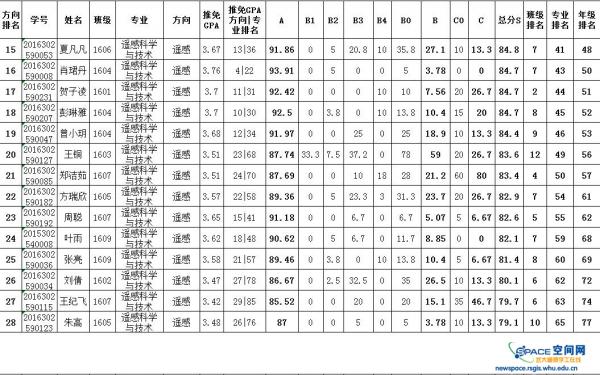 方向排名 学号 姓名 班级 专业 方向 推免GPA 推免GPA方向|专业排名 A B1 B2 B3 B4 B0 B C0 C 总分S 班级排名 专业排名 年级排名
15 2016302590053 夏凡凡 1606 遥感科学与技术 遥感 3.67 13|36 91.86 0 5 20.8 10 35.8 27.1 10 13.3 84.8 7 41 48
16 2016302590008 肖珺丹 1604 遥感科学与技术 遥感 3.76 4|22 93.91 0 5 0 0 5 3.78 0 0 84.7 7 43 50
17 2016302590231 贺子凌 1601 遥感科学与技术 遥感 3.7 11|31 92.42 0 0 0 10 10 7.56 20 26.7 84.7 2 44 51
18 2016302590207 彭琳雅 1604 遥感科学与技术 遥感 3.7 10|30 92.5 0 3.8 0 10 13.8 10.4 15 20 84.7 8 45 52
19 2016302590047 曾小玥 1604 遥感科学与技术 遥感 3.68 12|34 91.97 0 0 25 0 25 18.9 10 13.3 84.4 9 46 53
20 2016302590127 王锎 1603 遥感科学与技术 遥感 3.51 23|68 87.74 33.3 7.5 37.2 0 78 59 20 26.7 83.6 12 49 56
21 2016302590085 郑洁茹 1607 遥感科学与技术 遥感 3.51 24|70 87.69 0 0 10 18 28 21.2 60 80 83.4 4 50 57
22 2016302590182 方瑞欣 1605 遥感科学与技术 遥感 3.57 22|58 89.36 0 5 23.3 3 31.3 23.7 20 26.7 82.9 7 54 61
23 2016302590192 周聪 1607 遥感科学与技术 遥感 3.65 15|41 91.18 0 0 6.7 0 6.7 5.07 5 6.67 82.6 5 55 62
24 2015302540008 叶雨 1609 遥感科学与技术 遥感 3.62 18|48 90.62 0 5 6.7 0 11.7 8.85 0 0 82.1 7 59 68
25 2016302590036 张亮 1609 遥感科学与技术 遥感 3.58 21|57 89.46 0 3.8 0 10 13.8 10.4 5 6.67 81.4 8 60 69
26 2016302590034 刘倩 1602 遥感科学与技术 遥感 3.47 27|78 86.67 0 2.5 32.5 0 35 26.5 10 13.3 80.1 6 62 72
27 2016302590115 王纪飞 1607 遥感科学与技术 遥感 3.42 29|85 85.52 0 0 20 0 20 15.1 35 46.7 79.7 6 63 74
28 2016302590123 朱高 1605 遥感科学与技术 遥感 3.48 26|76 87 0 0 5 0 5 3.78 10 13.3 79.1 10 65 77
SPACE 空间网
武大遥感学工在线
newspace.rsgis.whu.edu.cn